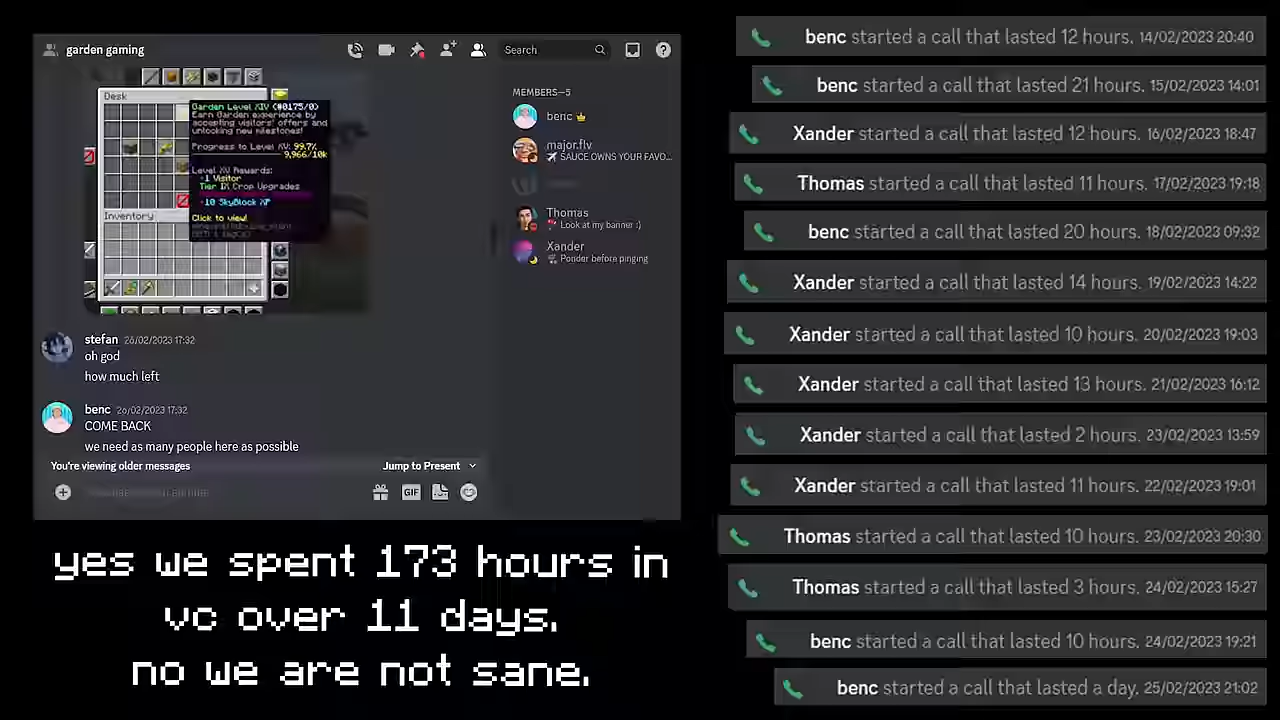 garden gaming
Search
Desk
Garden Level XIV (#0175/0)
Earn Garden experience by
accepting visitors' offers and
unlocking new milestones!
Progress to Level XV: 99.7%
9,966/10k
Level XV Rewards:
+1 Visitor
Tier IX Crop Upgrades
+10 SkyBlock XP
Click to view!
Inventory
MEMBERS—5
benc
major.flv
SAUCE OWNS YOUR FAVO...
Thomas
Look at my banner :)
Xander
Ponder before pinging
stefan 26/02/2023 17:32
oh god
how much left
benc 26/02/2023 17:32
COME BACK
we need as many people here as possible
You're viewing older messages Jump to Present
GIF
yes we spent 173 hours in
vc over 11 days.
no we are not sane.
benc started a call that lasted 12 hours. 14/02/2023 20:40
benc started a call that lasted 21 hours. 15/02/2023 14:01
Xander started a call that lasted 12 hours. 16/02/2023 18:47
Thomas started a call that lasted 11 hours. 17/02/2023 19:18
benc started a call that lasted 20 hours. 18/02/2023 09:32
Xander started a call that lasted 14 hours. 19/02/2023 14:22
Xander started a call that lasted 10 hours. 20/02/2023 19:03
Xander started a call that lasted 13 hours. 21/02/2023 16:12
Xander started a call that lasted 2 hours. 23/02/2023 13:59
Xander started a call that lasted 11 hours. 22/02/2023 19:01
Thomas started a call that lasted 10 hours. 23/02/2023 20:30
Thomas started a call that lasted 3 hours. 24/02/2023 15:27
benc started a call that lasted 10 hours. 24/02/2023 19:21
benc started a call that lasted a day. 25/02/2023 21:02